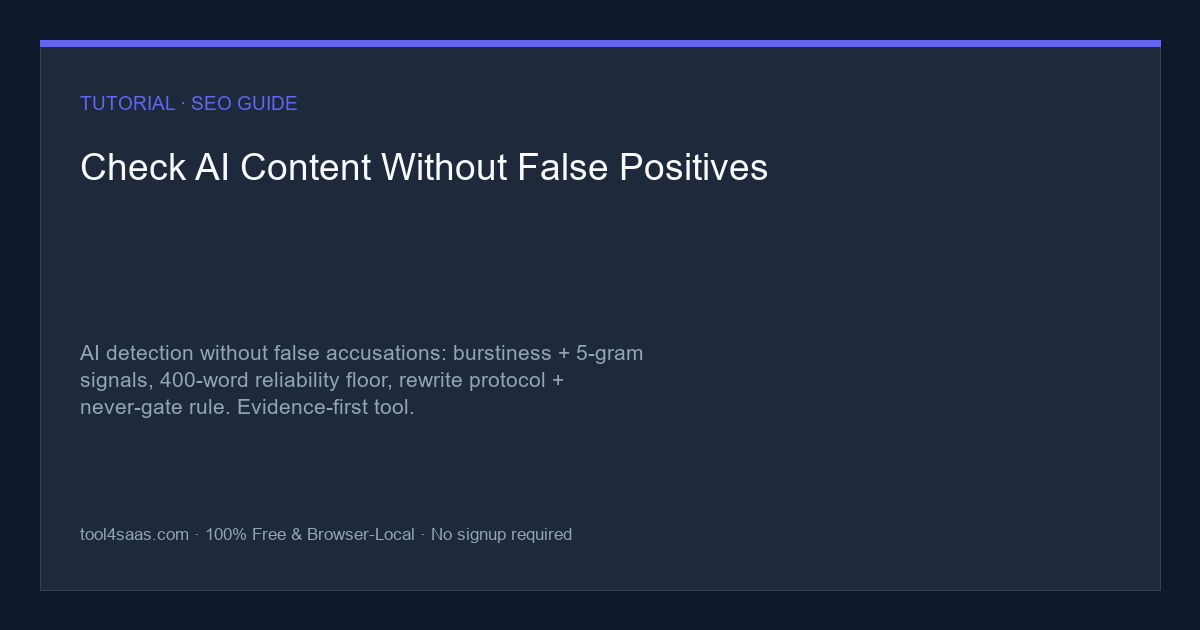 TUTORIAL · SEO GUIDE
Check AI Content Without False Positives
AI detection without false accusations: burstiness + 5-gram
signals, 400-word reliability floor, rewrite protocol +
never-gate rule. Evidence-first tool.
tool4saas.com · 100% Free & Browser-Local · No signup required